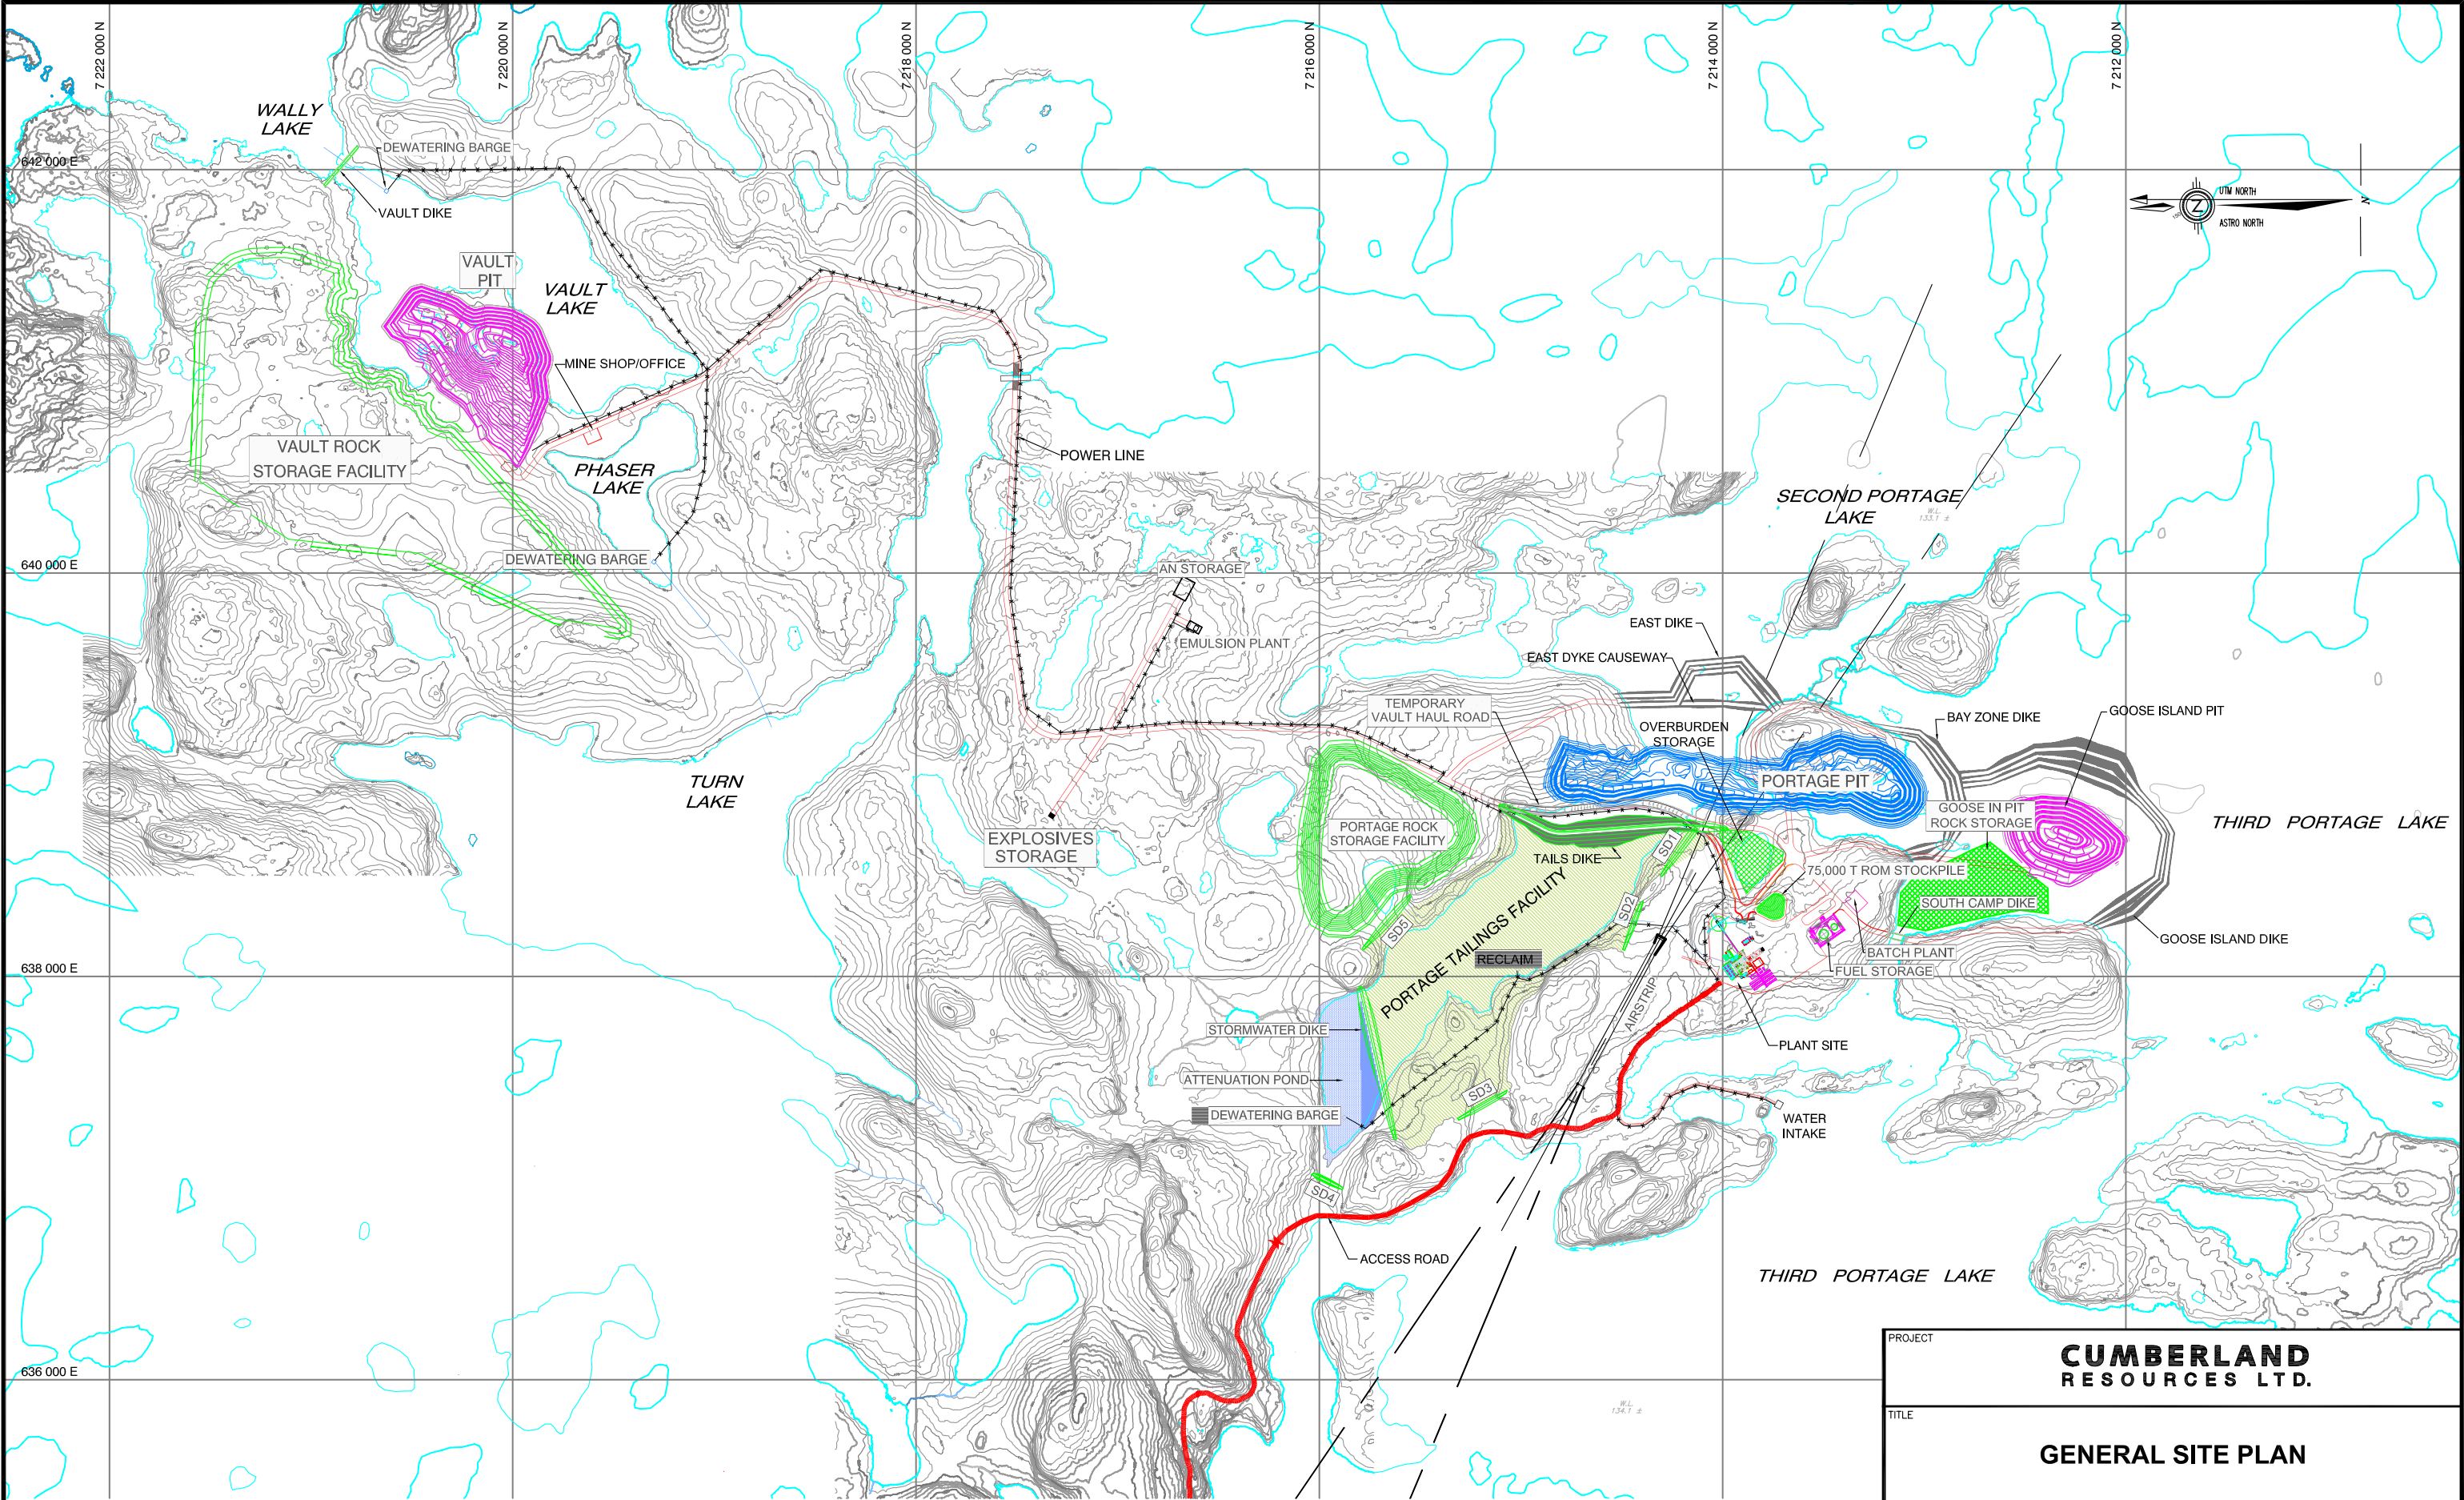 7 222 000 N
7 220 000 N
7 218 000 N
7 216 000 N
7 214 000 N
7 212 000 N
642 000 E
640 000 E
638 000 E
636 000 E
WALLY
LAKE
DEWATERING BARGE
VAULT DIKE
UTM NORTH
ASTRO NORTH
Z
N
VAULT
PIT
VAULT
LAKE
MINE SHOP/OFFICE
VAULT ROCK
STORAGE FACILITY
PHASER
LAKE
POWER LINE
DEWATERING BARGE
SECOND PORTAGE
LAKE
W.L.
133.1 ±
AN STORAGE
EMULSION PLANT
EAST DIKE
EAST DYKE CAUSEWAY
TEMPORARY
VAULT HAUL ROAD
OVERBURDEN
STORAGE
BAY ZONE DIKE
GOOSE ISLAND PIT
TURN
LAKE
PORTAGE PIT
GOOSE IN PIT
ROCK STORAGE
THIRD PORTAGE LAKE
EXPLOSIVES
STORAGE
PORTAGE ROCK
STORAGE FACILITY
TAILS DIKE
SD1
75,000 T ROM STOCKPILE
SOUTH CAMP DIKE
SD2
SD5
PORTAGE TAILINGS FACILITY
RECLAIM
GOOSE ISLAND DIKE
BATCH PLANT
FUEL STORAGE
AIRSTRIP
STORMWATER DIKE
PLANT SITE
ATTENUATION POND
SD3
DEWATERING BARGE
WATER
INTAKE
SD4
ACCESS ROAD
THIRD PORTAGE LAKE
W.L.
134.1 ±
PROJECT
CUMBERLAND
RESOURCES LTD.
TITLE
GENERAL SITE PLAN